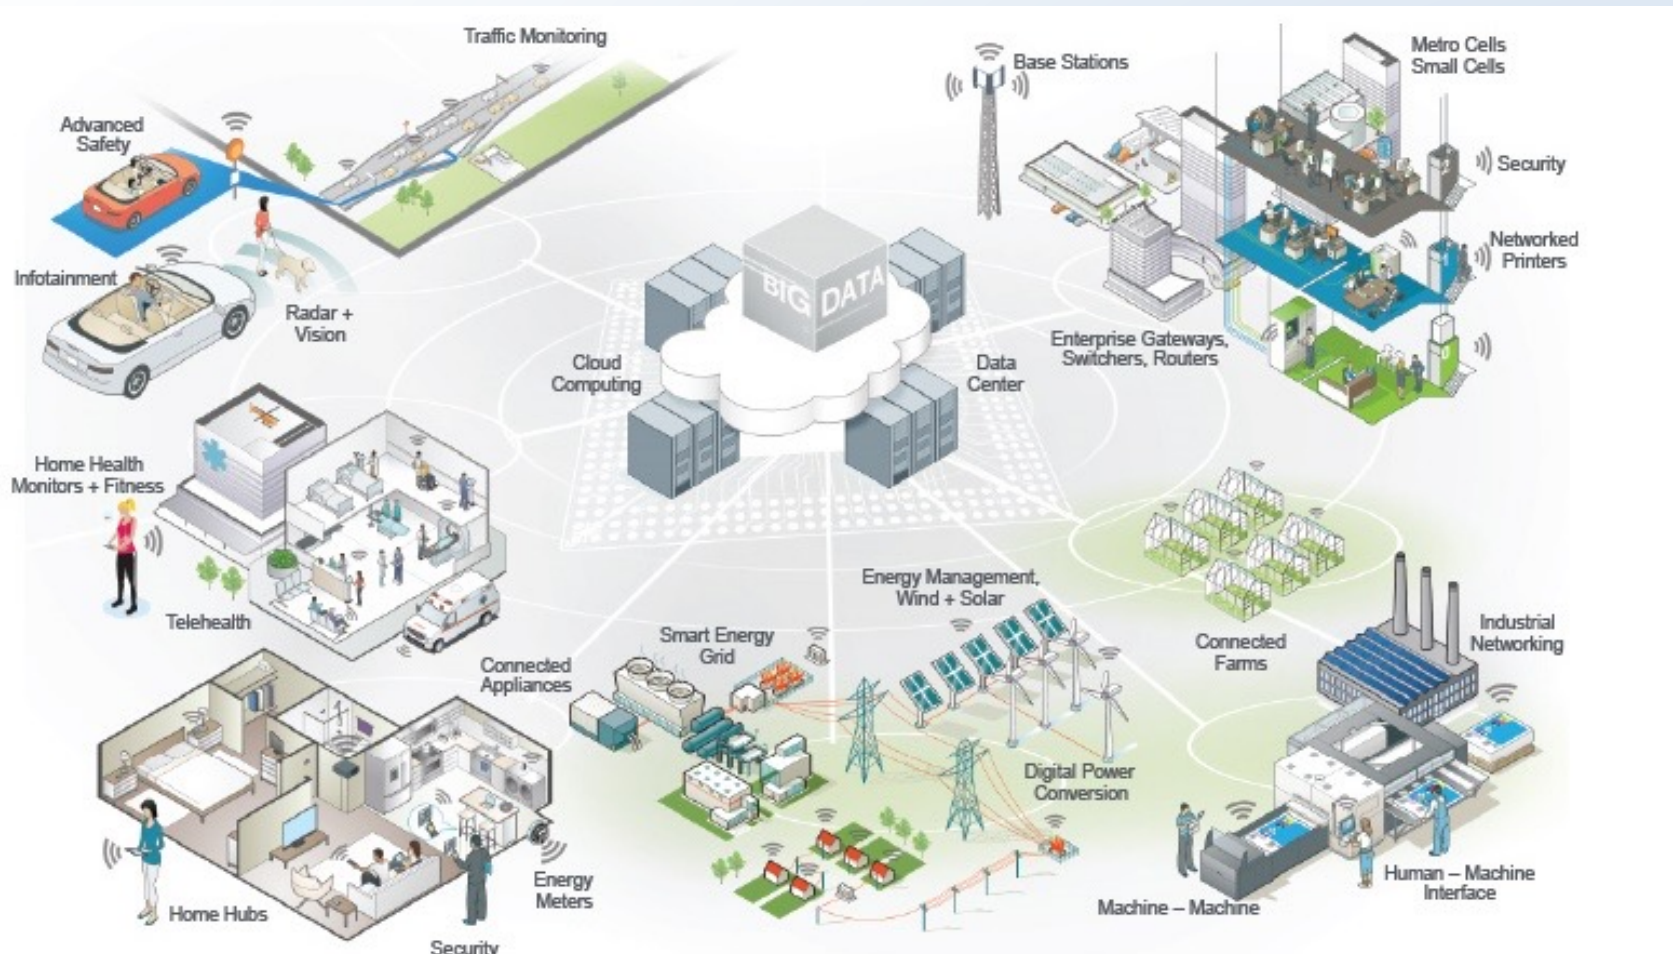 Traffic Monitoring
Base Stations
Metro Cells
Small Cells
Advanced
Safety
Security
Networked
Printers
Infotainment
Radar +
Vision
BIG DATA
Cloud
Computing
Data
Center
Enterprise Gateways,
Switchers, Routers
Home Health
Monitors + Fitness
Telehealth
Energy Management,
Wind + Solar
Smart Energy
Grid
Connected
Appliances
Connected
Farms
Industrial
Networking
Digital Power
Conversion
Energy
Meters
Home Hubs
Security
Machine – Machine
Human – Machine
Interface